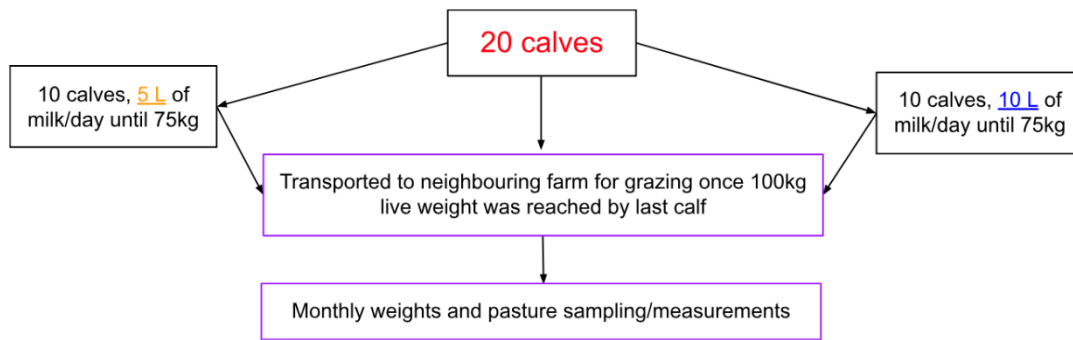 20 calves
10 calves, 5 L of
milk/day until 75kg
10 calves, 10 L of
milk/day until 75kg
Transported to neighbouring farm for grazing once 100kg
live weight was reached by last calf
Monthly weights and pasture sampling/measurements